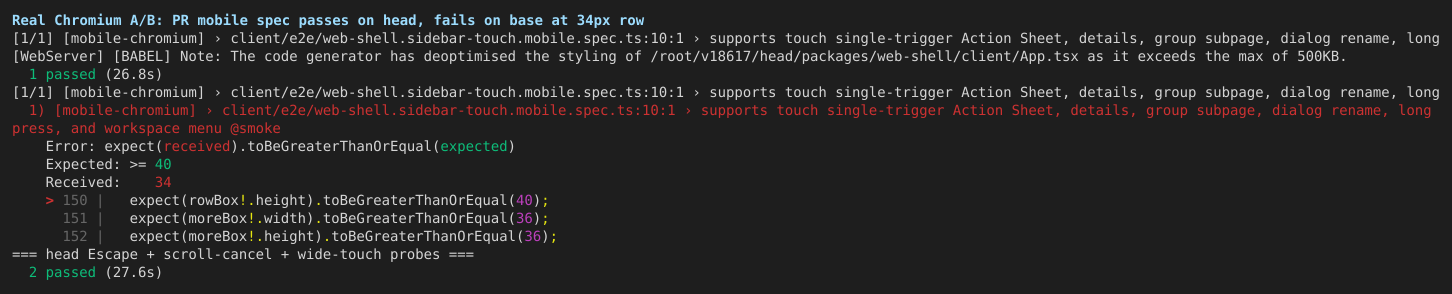 Real Chromium A/B: PR mobile spec passes on head, fails on base at 34px row
[1/1] [mobile-chromium] › client/e2e/web-shell.sidebar-touch.mobile.spec.ts:10:1 › supports touch single-trigger Action Sheet, details, group subpage, dialog rename, long
[WebServer] [BABEL] Note: The code generator has deoptimised the styling of /root/v18617/head/packages/web-shell/client/App.tsx as it exceeds the max of 500KB.
1 passed (26.8s)
[1/1] [mobile-chromium] › client/e2e/web-shell.sidebar-touch.mobile.spec.ts:10:1 › supports touch single-trigger Action Sheet, details, group subpage, dialog rename, long
1) [mobile-chromium] › client/e2e/web-shell.sidebar-touch.mobile.spec.ts:10:1 › supports touch single-trigger Action Sheet, details, group subpage, dialog rename, long
press, and workspace menu @smoke
Error: expect(received).toBeGreaterThanOrEqual(expected)
Expected: >= 40
Received:    34
> 150 |   expect(rowBox!.height).toBeGreaterThanOrEqual(40);
151 |   expect(moreBox!.width).toBeGreaterThanOrEqual(36);
152 |   expect(moreBox!.height).toBeGreaterThanOrEqual(36);
=== head Escape + scroll-cancel + wide-touch probes ===
2 passed (27.6s)